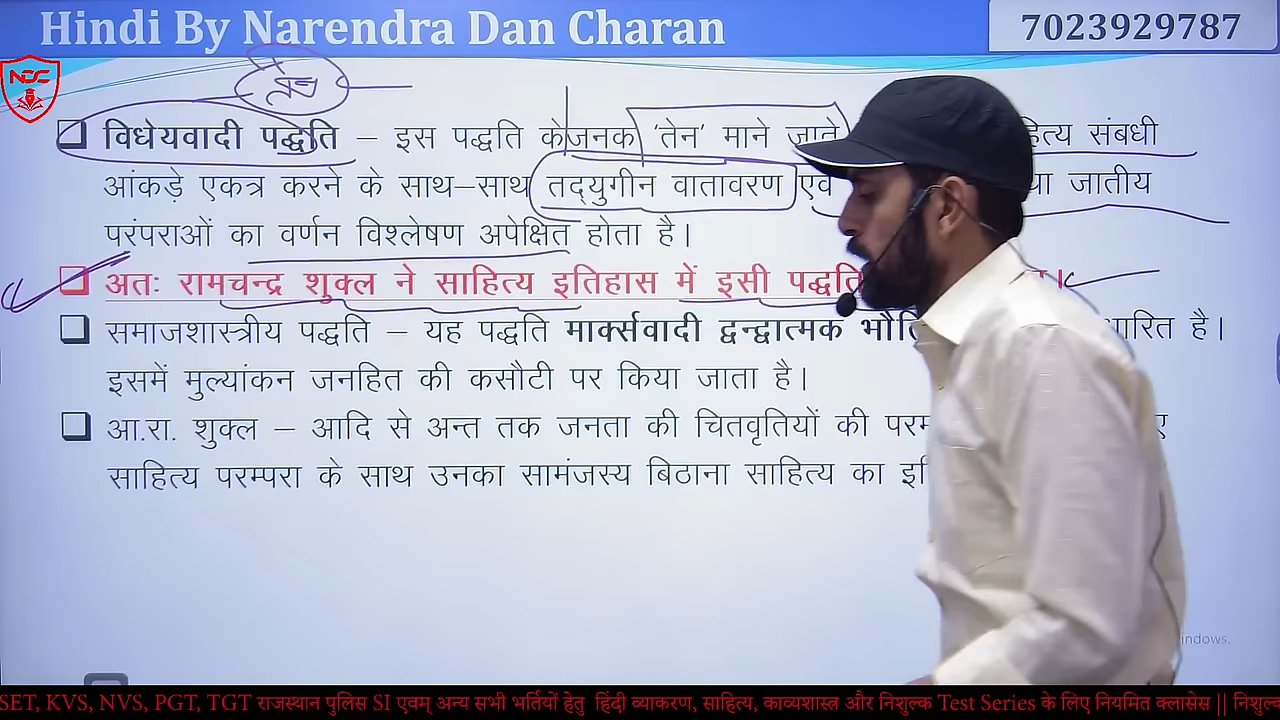 Hindi By Narendra Dan Charan
7023929787
NDC
तेन
विधेयवादी पद्धति – इस पद्धति के जनक 'तेन' माने जाते संबधी
आंकड़े एकत्र करने के साथ–साथ तद्‌युगीन वातावरण एवं जातीय
परंपराओं का वर्णन विश्लेषण अपेक्षित होता है।
अतः रामचन्द्र शुक्ल ने साहित्य इतिहास में इसी पद्धति
समाजशास्त्रीय पद्धति – यह पद्धति मार्क्सवादी द्वन्द्वात्मक है।
इसमें मुल्यांकन जनहित की कसौटी पर किया जाता है।
आ.रा. शुक्ल – आदि से अन्त तक जनता की चितवृतियों की
साहित्य परम्परा के साथ उनका सामंजस्य बिठाना साहित्य का
SET, KVS, NVS, PGT, TGT राजस्थान पुलिस SI एवम् अन्य सभी भर्तियों हेतु हिंदी व्याकरण, साहित्य, काव्यशास्त्र और निशुल्क Test Series के लिए नियमित क्लासेस ||